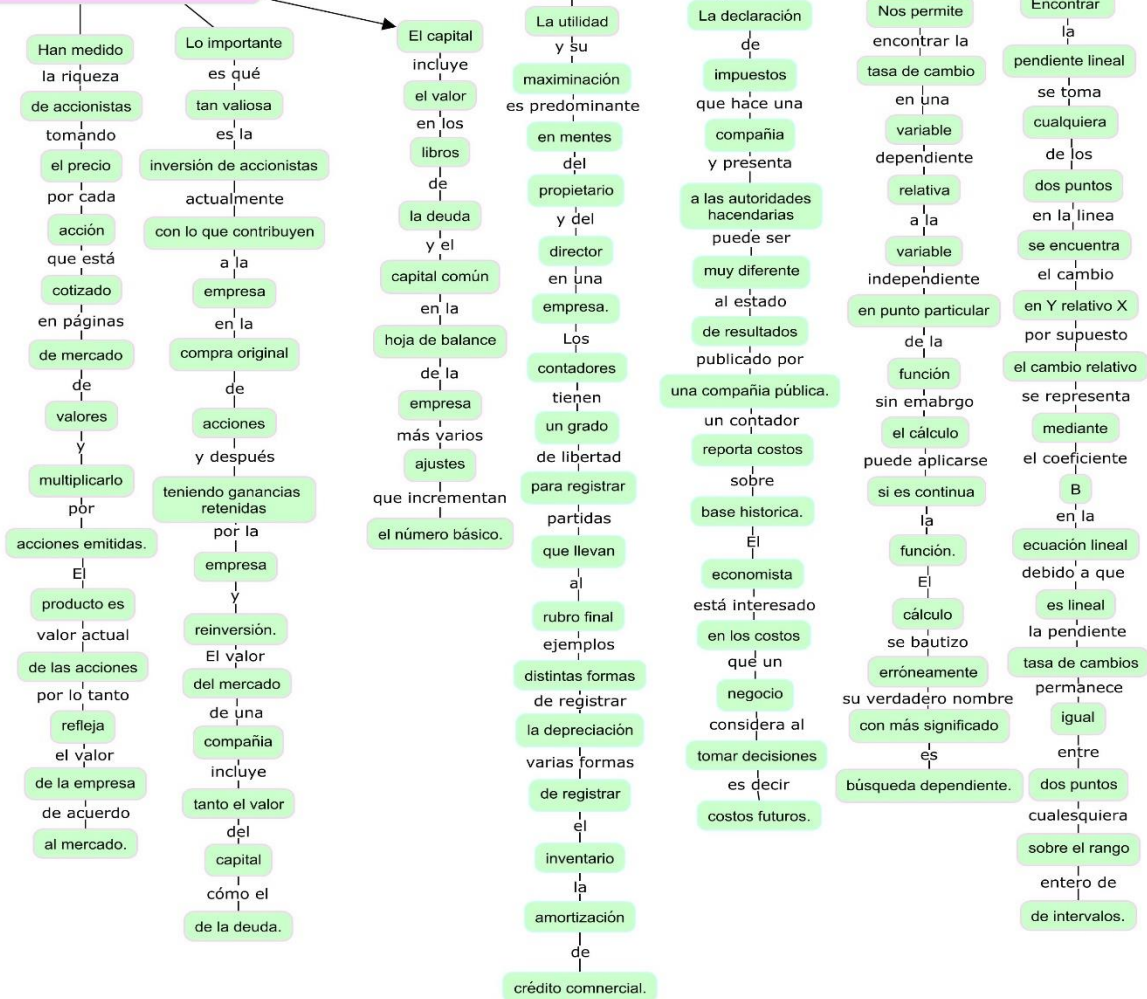 Han medido
la riqueza
de accionistas
tomando
el precio
por cada
acción
que está
cotizado
en páginas
de mercado
de
valores
y
multiplicarlo
por
acciones emitidas.
El
producto es
valor actual
de las acciones
por lo tanto
refleja
el valor
de la empresa
de acuerdo
al mercado.
Lo importante
es qué
tan valiosa
es la
inversión de accionistas
actualmente
con lo que contribuyen
a la
empresa
en la
compra original
de
acciones
y después
teniendo ganancias
retenidas
por la
empresa
y
reinversión.
El valor
del mercado
de una
compañia
incluye
tanto el valor
del
capital
cómo el
de la deuda.
El capital
incluye
el valor
en los
libros
de
la deuda
y el
capital común
en la
hoja de balance
de la
empresa
más varios
ajustes
que incrementan
el número básico.
La utilidad
y su
maximinación
es predominante
en mentes
del
propietario
y del
director
en una
empresa.
Los
contadores
tienen
un grado
de libertad
para registrar
partidas
que llevan
al
rubro final
ejemplos
distintas formas
de registrar
la depreciación
varias formas
de registrar
el
inventario
la
amortización
de
crédito comnercial.
La declaración
de
impuestos
que hace una
compañia
y presenta
a las autoridades
hacendarias
puede ser
muy diferente
al estado
de resultados
publicado por
una compañia pública.
un contador
reporta costos
sobre
base historica.
El
economista
está interesado
en los costos
que un
negocio
considera al
tomar decisiones
es decir
costos futuros.
Nos permite
encontrar la
tasa de cambio
en una
variable
dependiente
relativa
a la
variable
independiente
en punto particular
de la
función
sin emabrgo
el cálculo
puede aplicarse
si es continua
la
función.
El
cálculo
se bautizo
erróneamente
su verdadero nombre
con más significado
es
búsqueda dependiente.
Encontrar
la
pendiente lineal
se toma
cualquiera
de los
dos puntos
en la linea
se encuentra
el cambio
en Y relativo X
por supuesto
el cambio relativo
se representa
mediante
el coeficiente
B
en la
ecuación lineal
debido a que
es lineal
la pendiente
tasa de cambios
permanece
igual
entre
dos puntos
cualesquiera
sobre el rango
entero de
de intervalos.